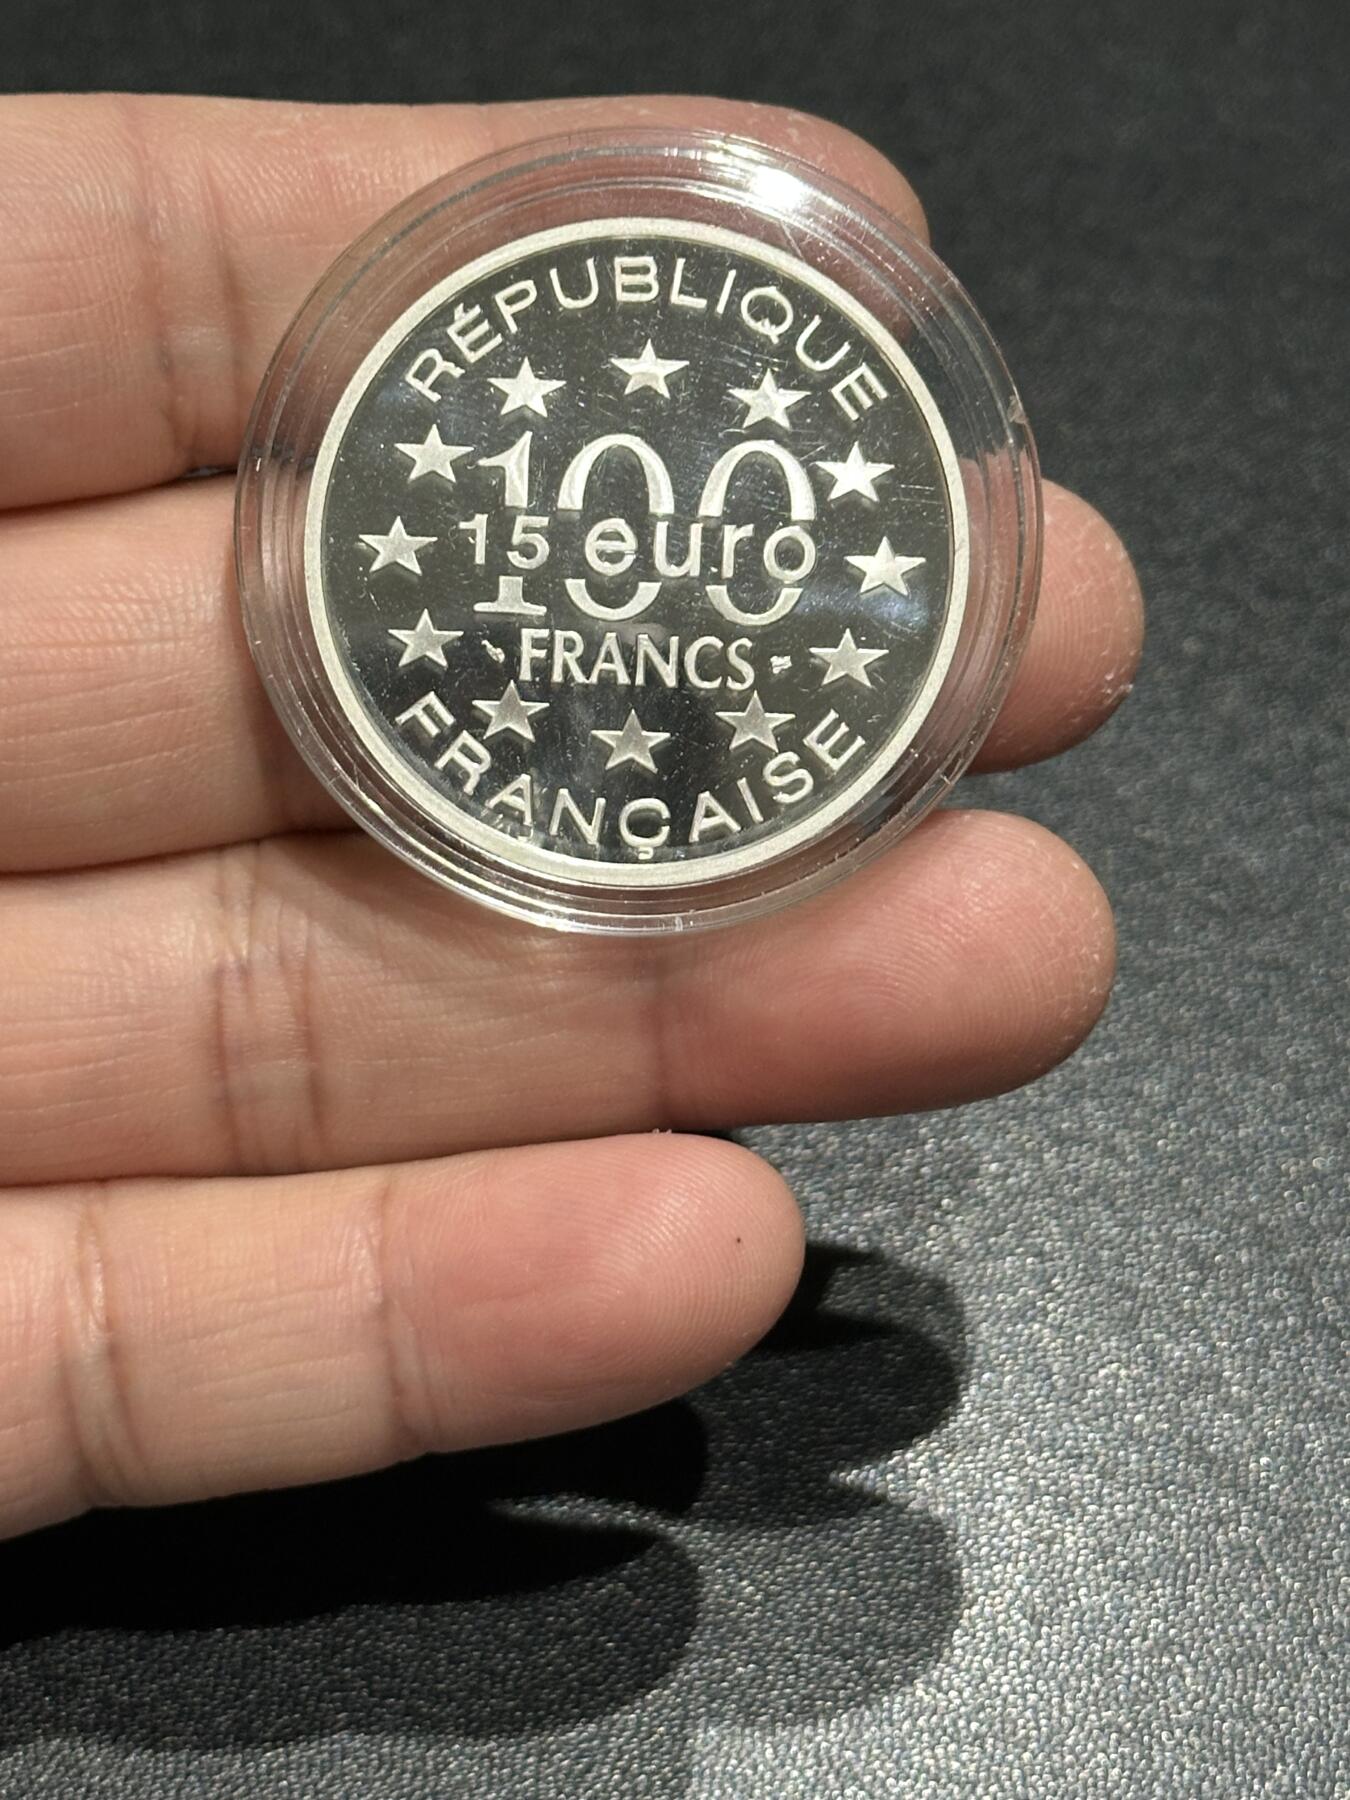 RÉPUBLIQUE
100
15 euro
FRANCS
FRANÇAISE